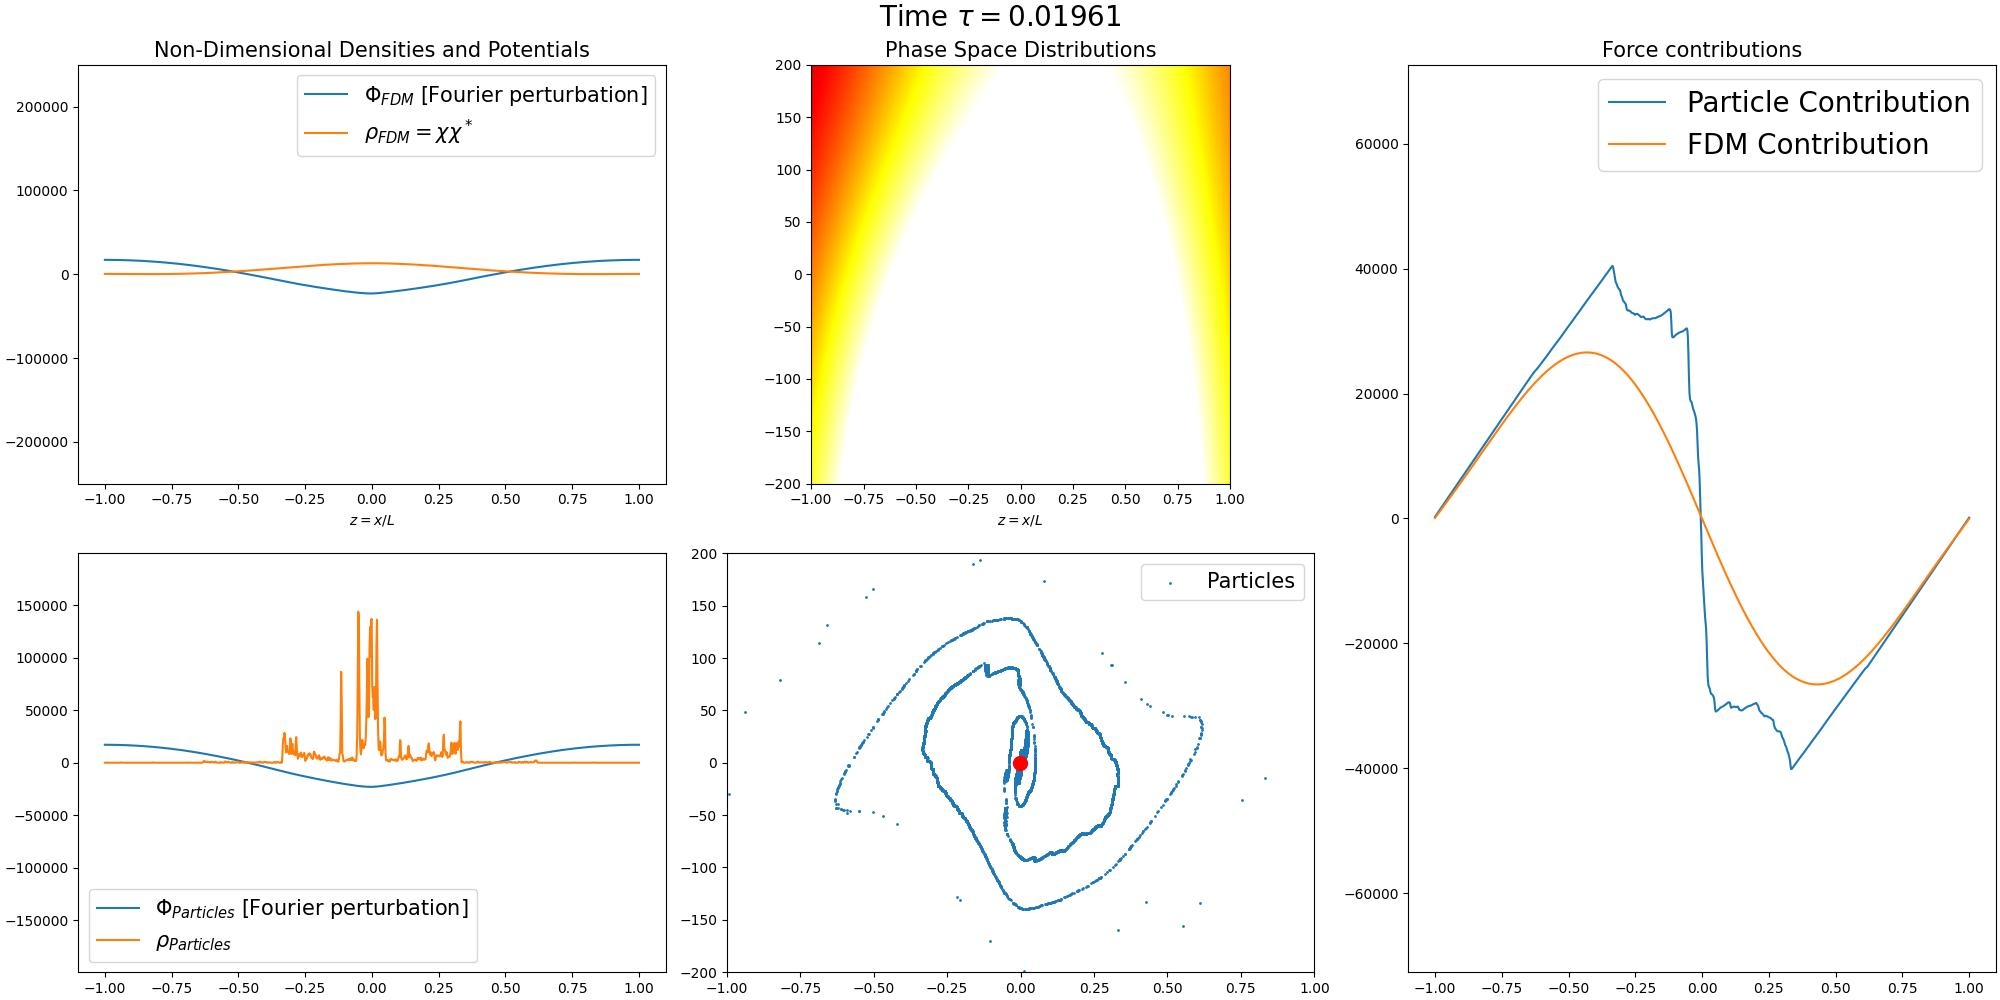 Time τ = 0.01961
Non-Dimensional Densities and Potentials
Φ_FDM [Fourier perturbation]
ρ_FDM = χχ*
200000
100000
0
−100000
−200000
−1.00 −0.75 −0.50 −0.25 0.00 0.25 0.50 0.75 1.00
z = x/L
Phase Space Distributions
200
150
100
50
0
−50
−100
−150
−200
−1.00 −0.75 −0.50 −0.25 0.00 0.25 0.50 0.75 1.00
z = x/L
Force contributions
Particle Contribution
FDM Contribution
60000
40000
20000
0
−20000
−40000
−60000
−1.00 −0.75 −0.50 −0.25 0.00 0.25 0.50 0.75 1.00
150000
100000
50000
0
−50000
−100000
−150000
Φ_Particles [Fourier perturbation]
ρ_Particles
−1.00 −0.75 −0.50 −0.25 0.00 0.25 0.50 0.75 1.00
Particles
200
150
100
50
0
−50
−100
−150
−200
−1.00 −0.75 −0.50 −0.25 0.00 0.25 0.50 0.75 1.00